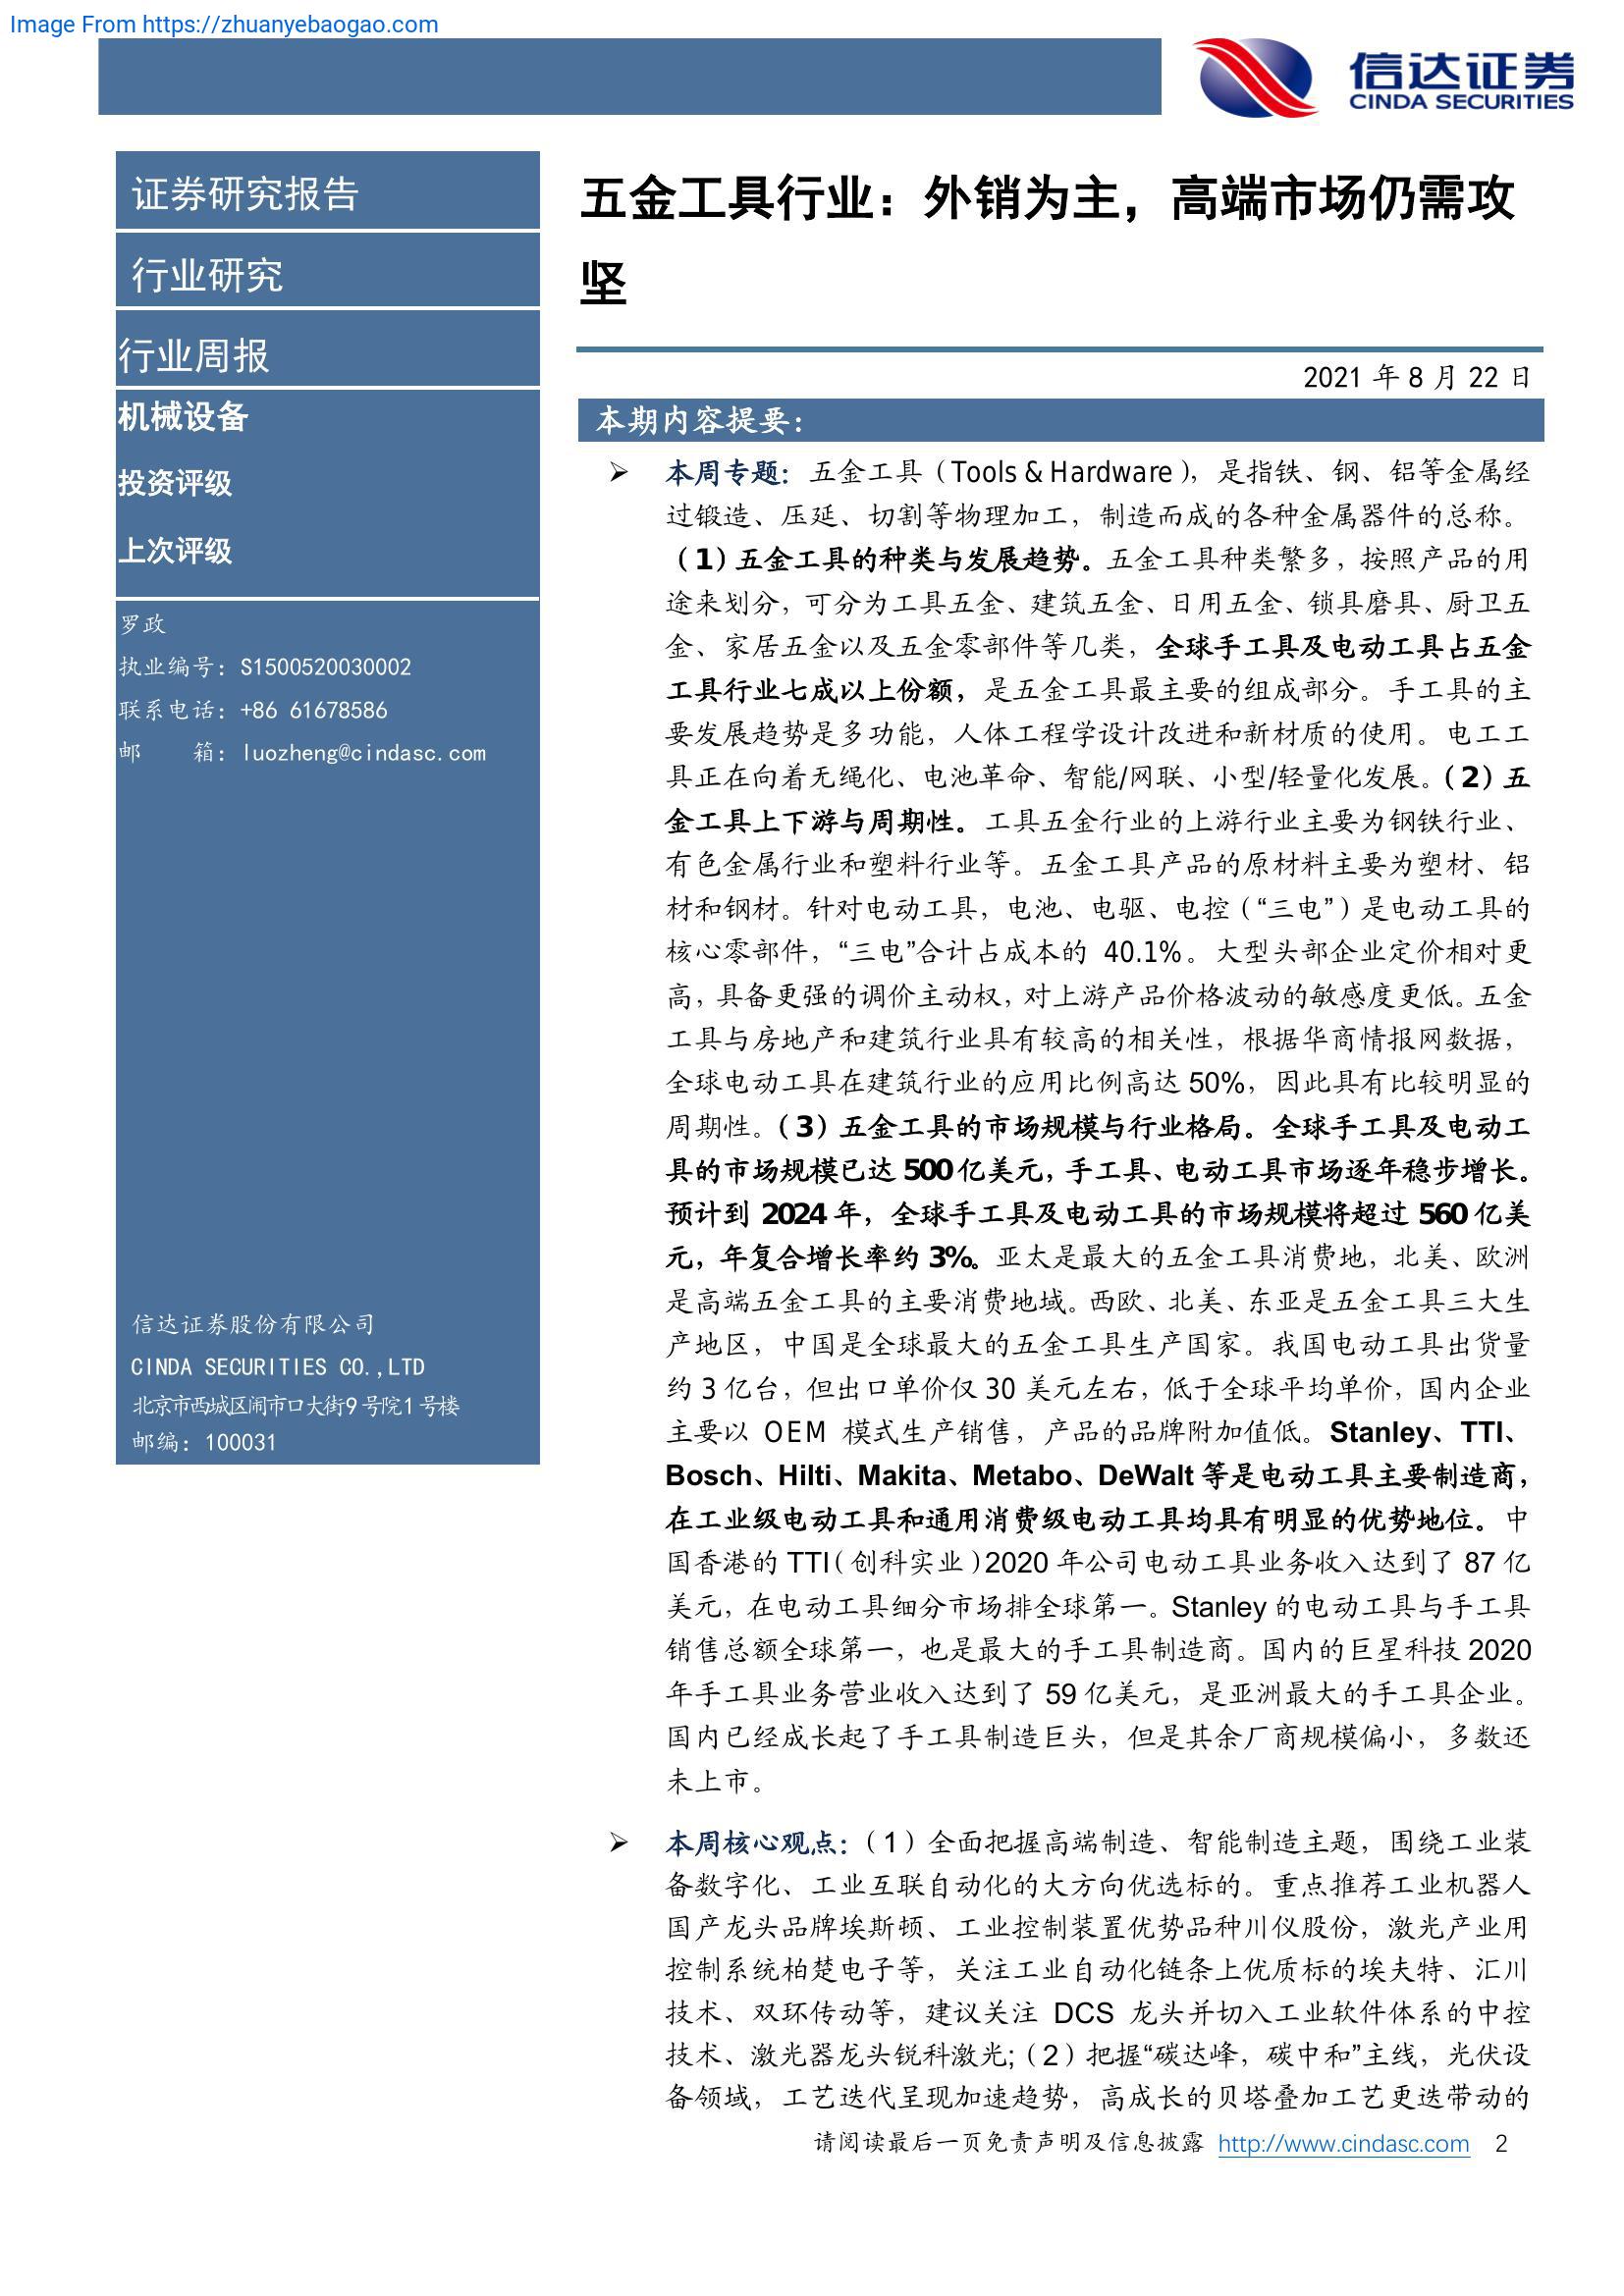 Image From https://zhuanyebaogao.com
信达证券
CINDA SECURITIES
证券研究报告
行业研究
行业周报
机械设备
投资评级
上次评级
罗政
执业编号：S1500520030002
联系电话：+86 61678586
邮 箱：luozheng@cindasc.com
信达证券股份有限公司
CINDA SECURITIES CO.,LTD
北京市西城区闹市口大街9号院1号楼
邮编：100031
五金工具行业：外销为主，高端市场仍需攻
坚
2021 年 8 月 22 日
本期内容提要：
➢ 本周专题：五金工具（Tools & Hardware），是指铁、钢、铝等金属经
过锻造、压延、切割等物理加工，制造而成的各种金属器件的总称。
（1）五金工具的种类与发展趋势。五金工具种类繁多，按照产品的用
途来划分，可分为工具五金、建筑五金、日用五金、锁具磨具、厨卫五
金、家居五金以及五金零部件等几类，全球手工具及电动工具占五金
工具行业七成以上份额，是五金工具最主要的组成部分。手工具的主
要发展趋势是多功能，人体工程学设计改进和新材质的使用。电工工
具正在向着无绳化、电池革命、智能/网联、小型/轻量化发展。（2）五
金工具上下游与周期性。工具五金行业的上游行业主要为钢铁行业、
有色金属行业和塑料行业等。五金工具产品的原材料主要为塑材、铝
材和钢材。针对电动工具，电池、电驱、电控（“三电”）是电动工具的
核心零部件，“三电”合计占成本的 40.1%。大型头部企业定价相对更
高，具备更强的调价主动权，对上游产品价格波动的敏感度更低。五金
工具与房地产和建筑行业具有较高的相关性，根据华商情报网数据，
全球电动工具在建筑行业的应用比例高达 50%，因此具有比较明显的
周期性。（3）五金工具的市场规模与行业格局。全球手工具及电动工
具的市场规模已达 500 亿美元，手工具、电动工具市场逐年稳步增长。
预计到 2024 年，全球手工具及电动工具的市场规模将超过 560 亿美
元，年复合增长率约 3%。亚太是最大的五金工具消费地，北美、欧洲
是高端五金工具的主要消费地域。西欧、北美、东亚是五金工具三大生
产地区，中国是全球最大的五金工具生产国家。我国电动工具出货量
约 3 亿台，但出口单价仅 30 美元左右，低于全球平均单价，国内企业
主要以 OEM 模式生产销售，产品的品牌附加值低。Stanley、TTI、
Bosch、Hilti、Makita、Metabo、DeWalt 等是电动工具主要制造商，
在工业级电动工具和通用消费级电动工具均具有明显的优势地位。中
国香港的 TTI（创科实业）2020 年公司电动工具业务收入达到了 87 亿
美元，在电动工具细分市场排全球第一。Stanley 的电动工具与手工具
销售总额全球第一，也是最大的手工具制造商。国内的巨星科技 2020
年手工具业务营业收入达到了 59 亿美元，是亚洲最大的手工具企业。
国内已经成长起了手工具制造巨头，但是其余厂商规模偏小，多数还
未上市。
➢ 本周核心观点：（1）全面把握高端制造、智能制造主题，围绕工业装
备数字化、工业互联自动化的大方向优选标的。重点推荐工业机器人
国产龙头品牌埃斯顿、工业控制装置优势品种川仪股份，激光产业用
控制系统柏楚电子等，关注工业自动化链条上优质标的埃夫特、汇川
技术、双环传动等，建议关注 DCS 龙头并切入工业软件体系的中控
技术、激光器龙头锐科激光;（2）把握“碳达峰，碳中和”主线，光伏设
备领域，工艺迭代呈现加速趋势，高成长的贝塔叠加工艺更迭带动的
请阅读最后一页免责声明及信息披露 http://www.cindasc.com 2